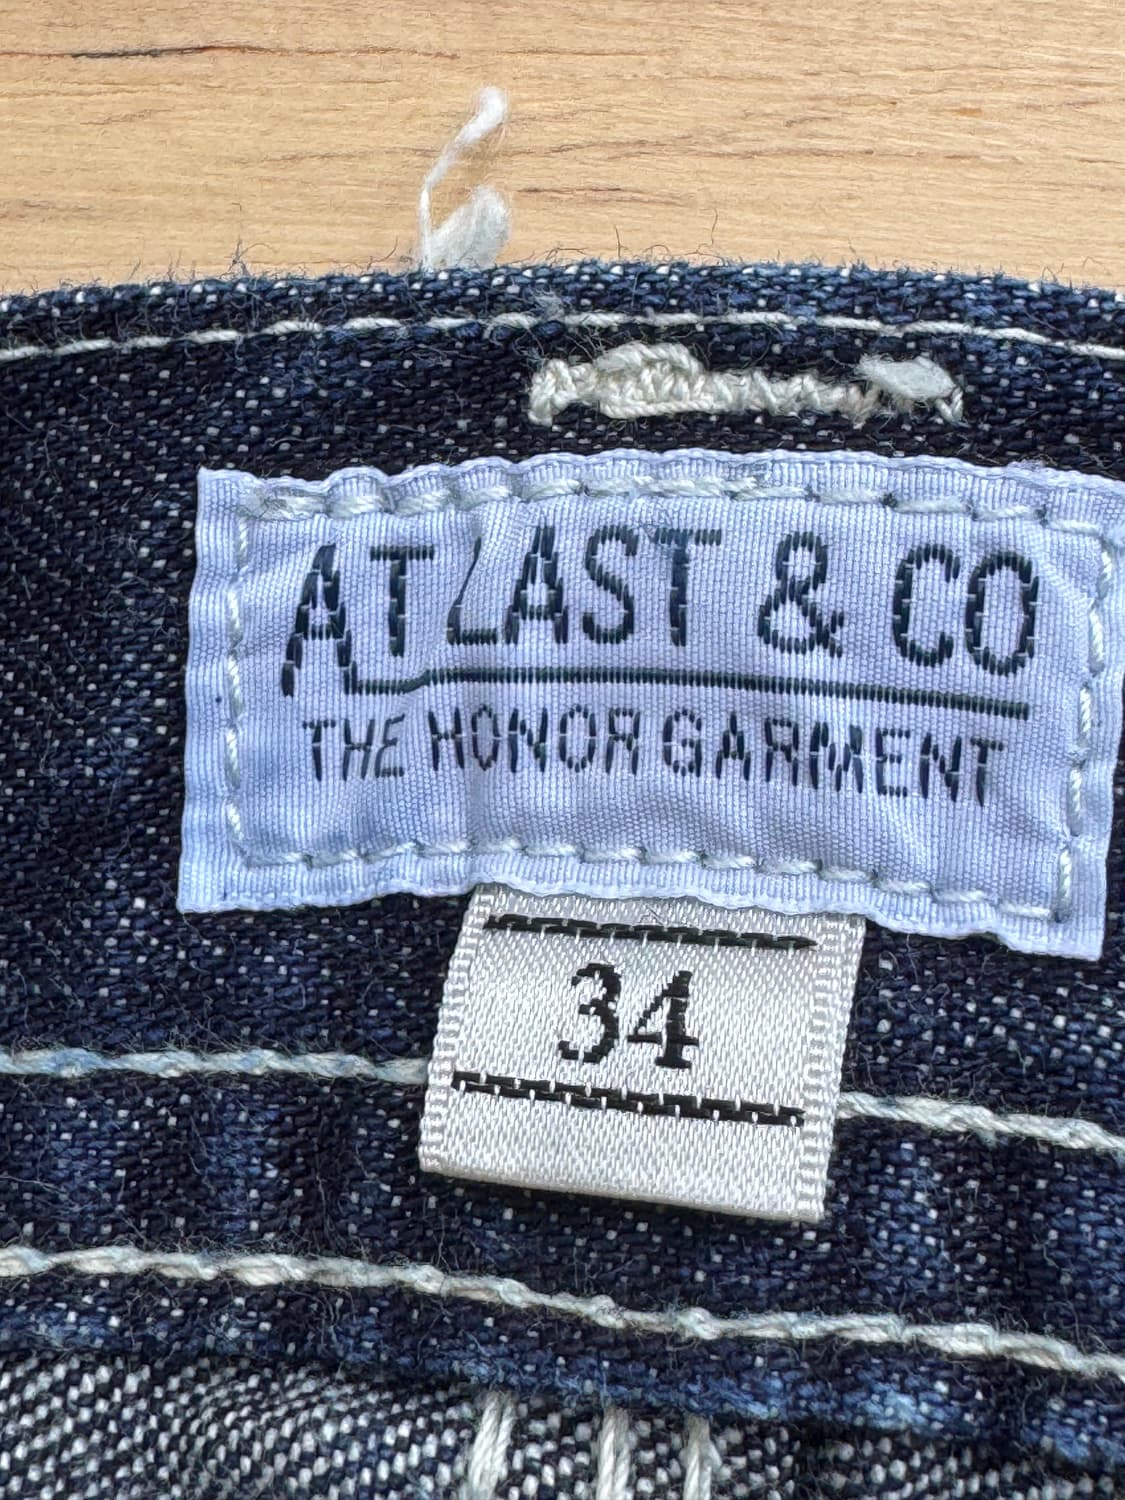 AT LAST & CO
THE HONOR GARMENT
34